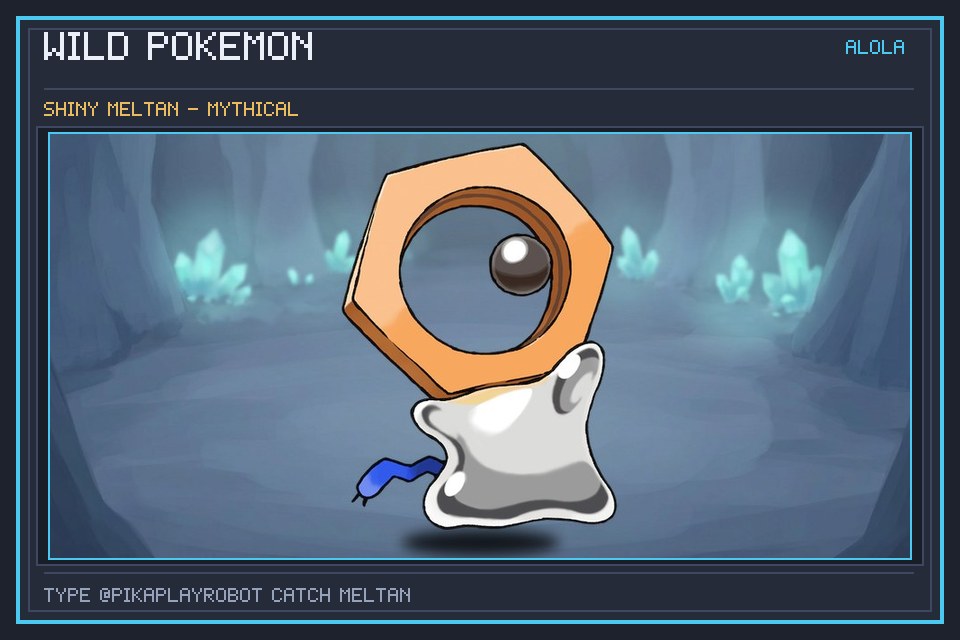 WILD POKEMON
ALOLA
SHINY MELTAN - MYTHICAL
TYPE @PIKAPLAYROBOT CATCH MELTAN